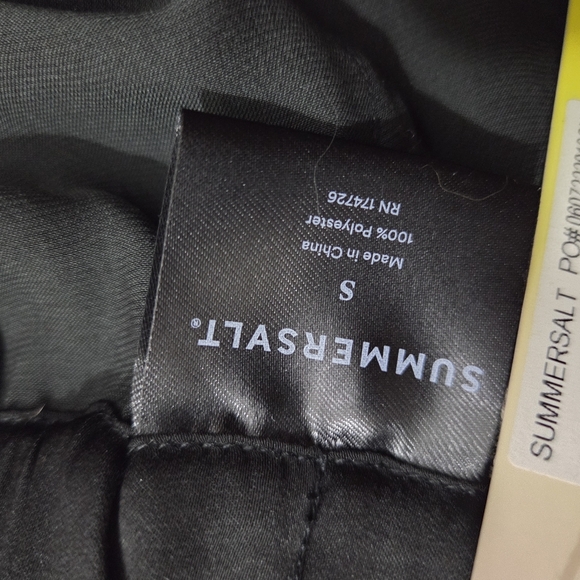 SUMMERSALT®
S
Made in China
100% Polyester
RN 174726
SUMMERSALT PO#